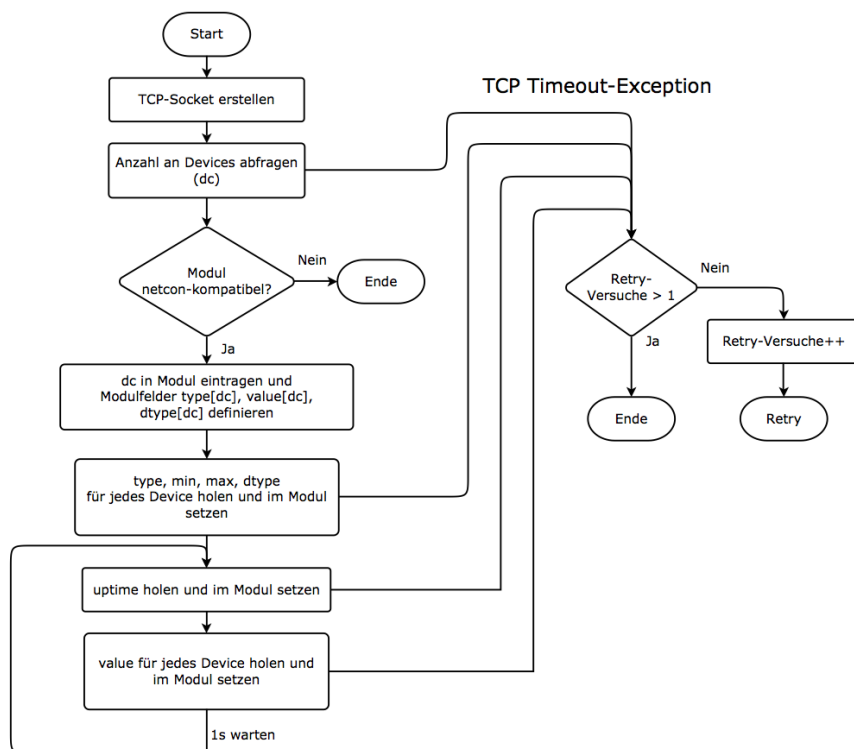 Start
TCP-Socket erstellen
TCP Timeout-Exception
Anzahl an Devices abfragen
(dc)
Modul
netcon-kompatibel?
Nein
Ende
Ja
dc in Modul eintragen und
Modulfelder type[dc], value[dc],
dtype[dc] definieren
type, min, max, dtype
für jedes Device holen und im Modul
setzen
uptime holen und im Modul setzen
value für jedes Device holen und
im Modul setzen
1s warten
Retry-
Versuche > 1
Nein
Ja
Retry-Versuche++
Ende
Retry